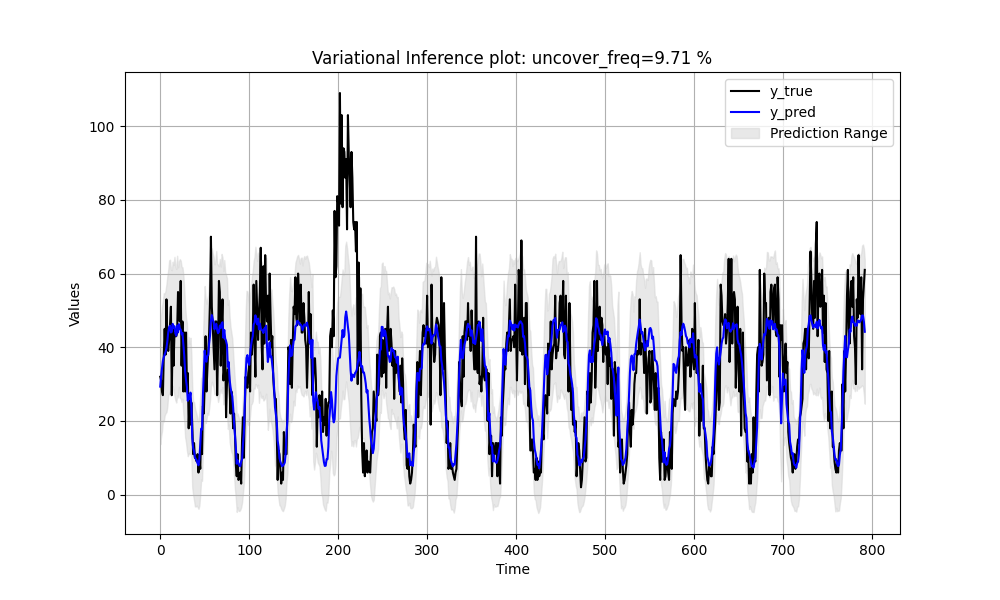 Variational Inference plot: uncover_freq=9.71 %
y_true
y_pred
Prediction Range
Values
100
80
60
40
20
0
0 100 200 300 400 500 600 700 800
Time